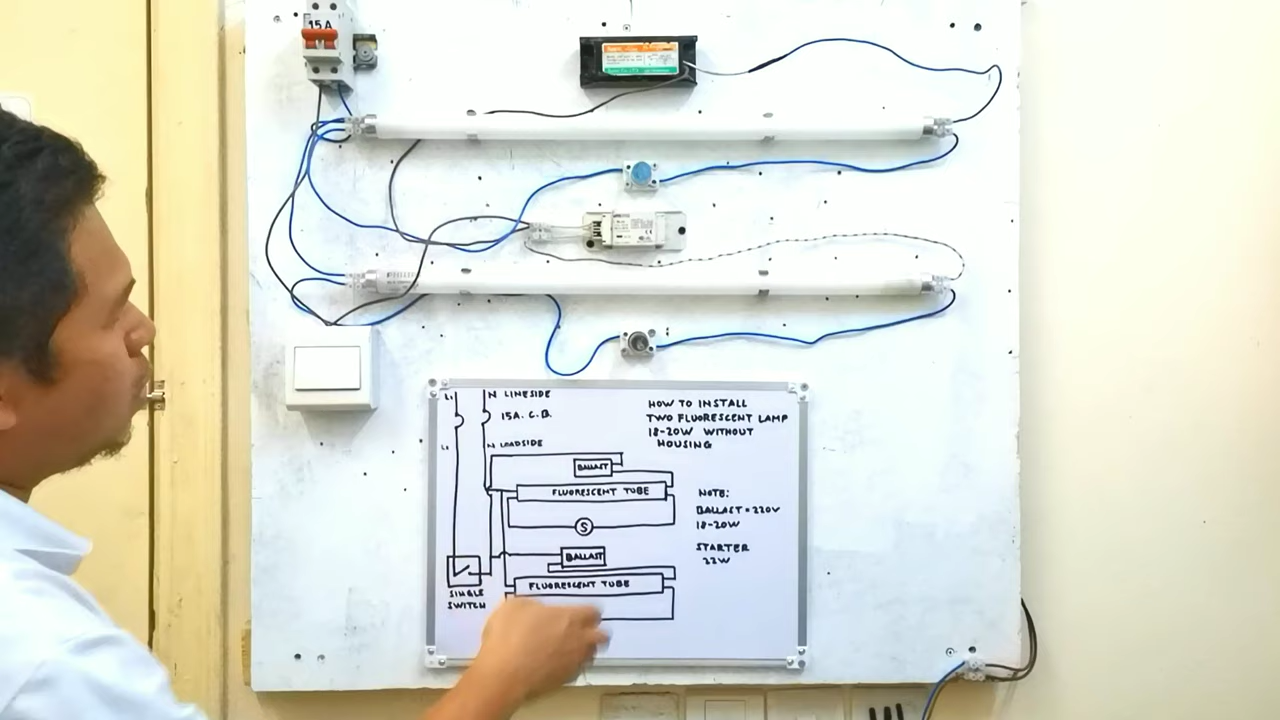 15A
L1 N LINESIDE
15A. C.B.
L1 N LOADSIDE
HOW TO INSTALL
TWO FLUORESCENT LAMP
18-20W WITHOUT
HOUSING
BALLAST
FLUORESCENT TUBE
S
BALLAST
FLUORESCENT TUBE
SINGLE
SWITCH
NOTE:
BALLAST = 220V
18-20W
STARTER
22W